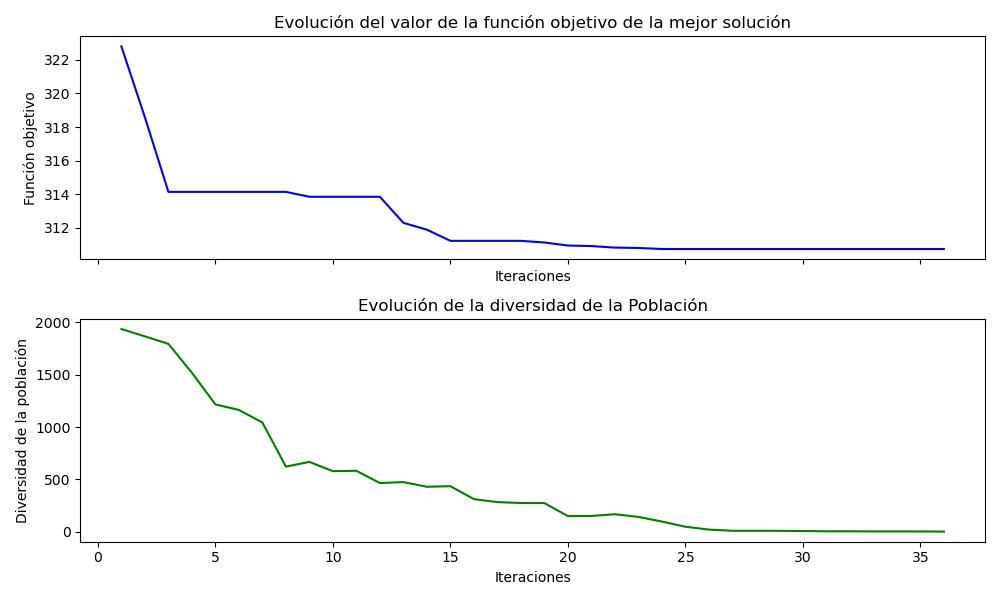 Evolución del valor de la función objetivo de la mejor solución
Función objetivo
322
320
318
316
314
312
Iteraciones
Evolución de la diversidad de la Población
Diversidad de la población
2000
1500
1000
500
0
0 5 10 15 20 25 30 35
Iteraciones